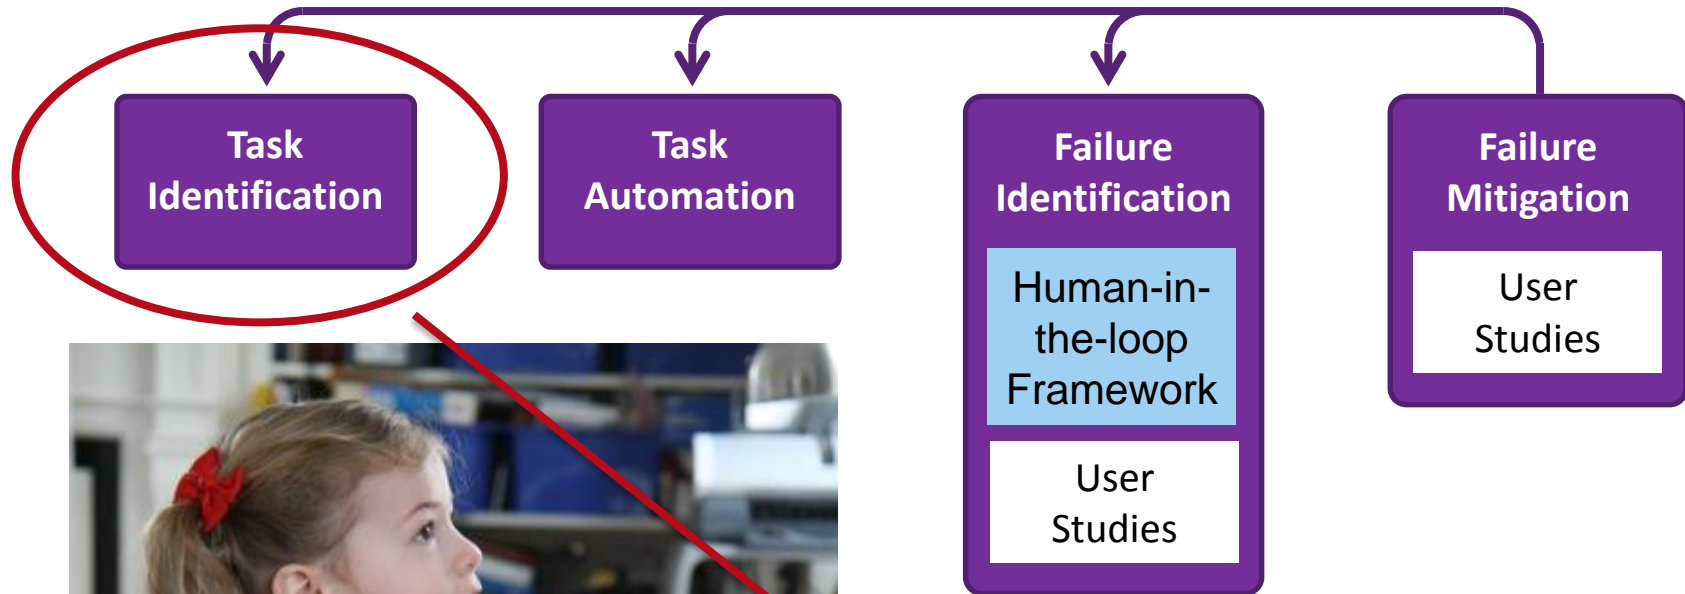 Task
Identification
Task
Automation
Failure
Identification
Human-in-
the-loop
Framework
User
Studies
Failure
Mitigation
User
Studies